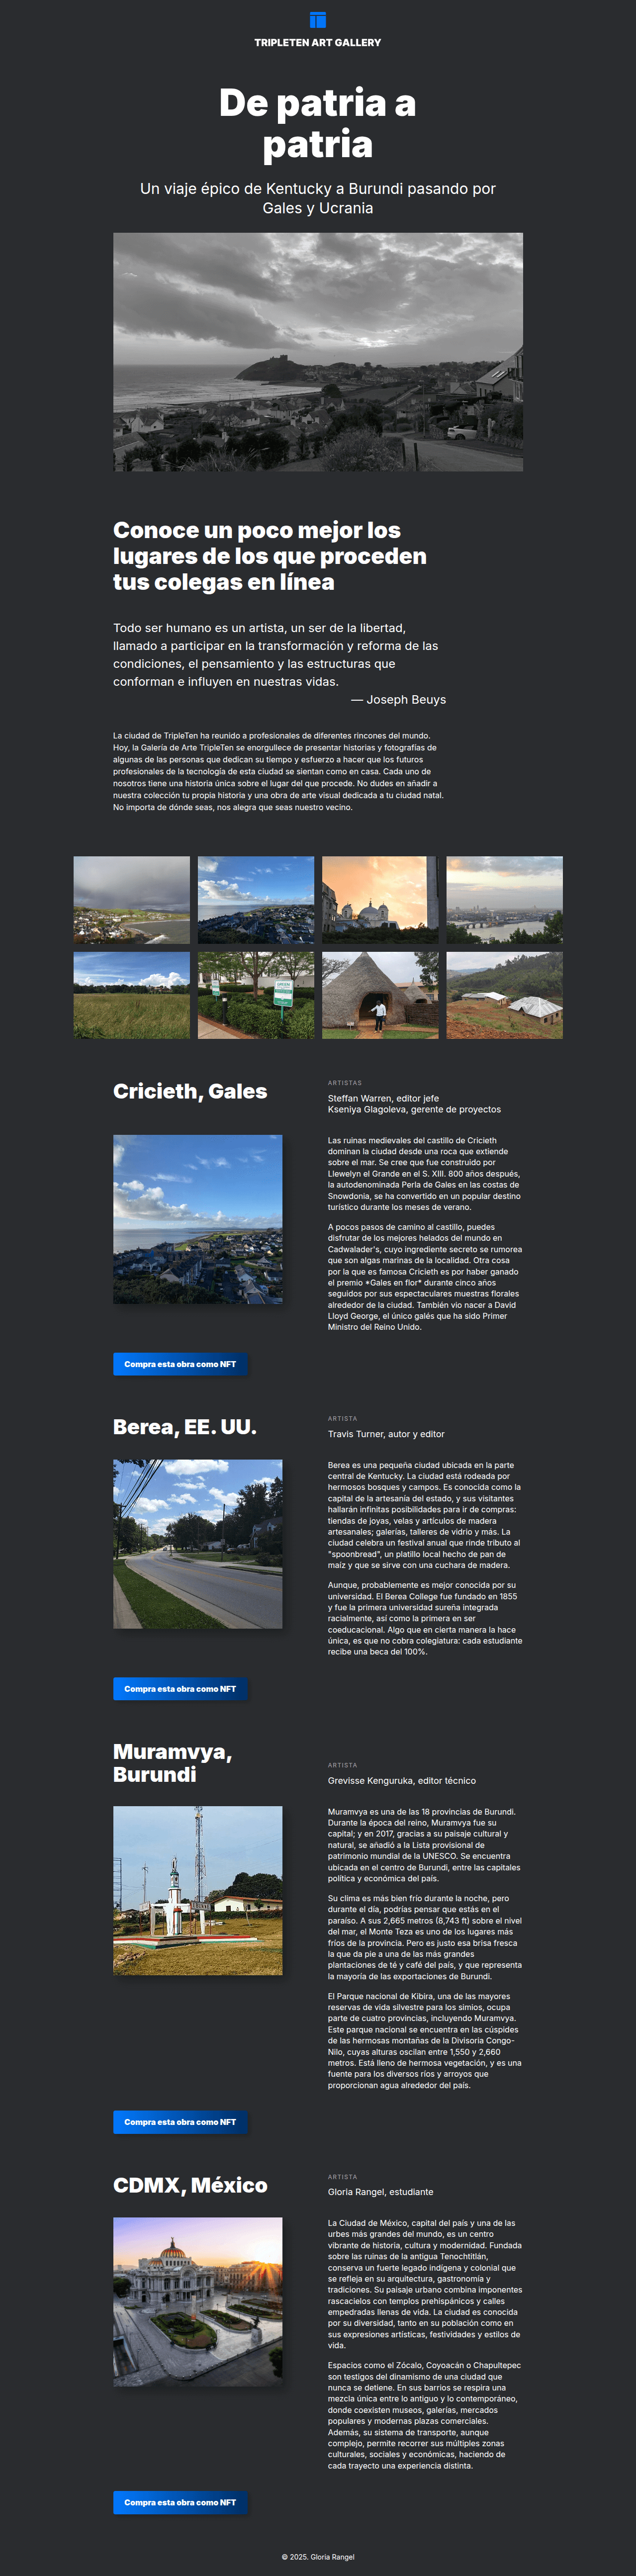 TRIPLETEN ART GALLERY
De patria a
patria
Un viaje épico de Kentucky a Burundi pasando por
Gales y Ucrania
Conoce un poco mejor los
lugares de los que proceden
tus colegas en línea
Todo ser humano es un artista, un ser de la libertad,
llamado a participar en la transformación y reforma de las
condiciones, el pensamiento y las estructuras que
conforman e influyen en nuestras vidas.
— Joseph Beuys
La ciudad de TripleTen ha reunido a profesionales de diferentes rincones del mundo.
Hoy, la Galería de Arte TripleTen se enorgullece de presentar historias y fotografías de
algunas de las personas que dedican su tiempo y esfuerzo a hacer que los futuros
profesionales de la tecnología de esta ciudad se sientan como en casa. Cada uno de
nosotros tiene una historia única sobre el lugar del que procede. No dudes en añadir a
nuestra colección tu propia historia y una obra de arte visual dedicada a tu ciudad natal.
No importa de dónde seas, nos alegra que seas nuestro vecino.
Cricieth, Gales
ARTISTAS
Steffan Warren, editor jefe
Kseniya Glagoleva, gerente de proyectos
Las ruinas medievales del castillo de Cricieth
dominan la ciudad desde una roca que extiende
sobre el mar. Se cree que fue construido por
Llewelyn el Grande en el S. XIII. 800 años después,
la autodenominada Perla de Gales en las costas de
Snowdonia, se ha convertido en un popular destino
turístico durante los meses de verano.
A pocos pasos de camino al castillo, puedes
disfrutar de los mejores helados del mundo en
Cadwalader's, cuyo ingrediente secreto se rumorea
que son algas marinas de la localidad. Otra cosa
por la que es famosa Cricieth es por haber ganado
el premio *Gales en flor* durante cinco años
seguidos por sus espectaculares muestras florales
alrededor de la ciudad. También vio nacer a David
Lloyd George, el único galés que ha sido Primer
Ministro del Reino Unido.
Compra esta obra como NFT
Berea, EE. UU.
ARTISTA
Travis Turner, autor y editor
Berea es una pequeña ciudad ubicada en la parte
central de Kentucky. La ciudad está rodeada por
hermosos bosques y campos. Es conocida como la
capital de la artesanía del estado, y sus visitantes
hallarán infinitas posibilidades para ir de compras:
tiendas de joyas, velas y artículos de madera
artesanales; galerías, talleres de vidrio y más. La
ciudad celebra un festival anual que rinde tributo al
"spoonbread", un platillo local hecho de pan de
maíz y que se sirve con una cuchara de madera.
Aunque, probablemente es mejor conocida por su
universidad. El Berea College fue fundado en 1855
y fue la primera universidad sureña integrada
racialmente, así como la primera en ser
coeducacional. Algo que en cierta manera la hace
única, es que no cobra colegiatura: cada estudiante
recibe una beca del 100%.
Compra esta obra como NFT
Muramvya,
Burundi
ARTISTA
Grevisse Kenguruka, editor técnico
Muramvya es una de las 18 provincias de Burundi.
Durante la época del reino, Muramvya fue su
capital; y en 2017, gracias a su paisaje cultural y
natural, se añadió a la Lista provisional de
patrimonio mundial de la UNESCO. Se encuentra
ubicada en el centro de Burundi, entre las capitales
política y económica del país.
Su clima es más bien frío durante la noche, pero
durante el día, podrías pensar que estás en el
paraíso. A sus 2,665 metros (8,743 ft) sobre el nivel
del mar, el Monte Teza es uno de los lugares más
fríos de la provincia. Pero es justo esa brisa fresca
la que da pie a una de las más grandes
plantaciones de té y café del país, y que representa
la mayoría de las exportaciones de Burundi.
El Parque nacional de Kibira, una de las mayores
reservas de vida silvestre para los simios, ocupa
parte de cuatro provincias, incluyendo Muramvya.
Este parque nacional se encuentra en las cúspides
de las hermosas montañas de la Divisoria Congo-
Nilo, cuyas alturas oscilan entre 1,550 y 2,660
metros. Está lleno de hermosa vegetación, y es una
fuente para los diversos ríos y arroyos que
proporcionan agua alrededor del país.
Compra esta obra como NFT
CDMX, México
ARTISTA
Gloria Rangel, estudiante
La Ciudad de México, capital del país y una de las
urbes más grandes del mundo, es un centro
vibrante de historia, cultura y modernidad. Fundada
sobre las ruinas de la antigua Tenochtitlán,
conserva un fuerte legado indígena y colonial que
se refleja en su arquitectura, gastronomía y
tradiciones. Su paisaje urbano combina imponentes
rascacielos con templos prehispánicos y calles
empedradas llenas de vida. La ciudad es conocida
por su diversidad, tanto en su población como en
sus expresiones artísticas, festividades y estilos de
vida.
Espacios como el Zócalo, Coyoacán o Chapultepec
son testigos del dinamismo de una ciudad que
nunca se detiene. En sus barrios se respira una
mezcla única entre lo antiguo y lo contemporáneo,
donde coexisten museos, galerías, mercados
populares y modernas plazas comerciales.
Además, su sistema de transporte, aunque
complejo, permite recorrer sus múltiples zonas
culturales, sociales y económicas, haciendo de
cada trayecto una experiencia distinta.
Compra esta obra como NFT
© 2025. Gloria Rangel